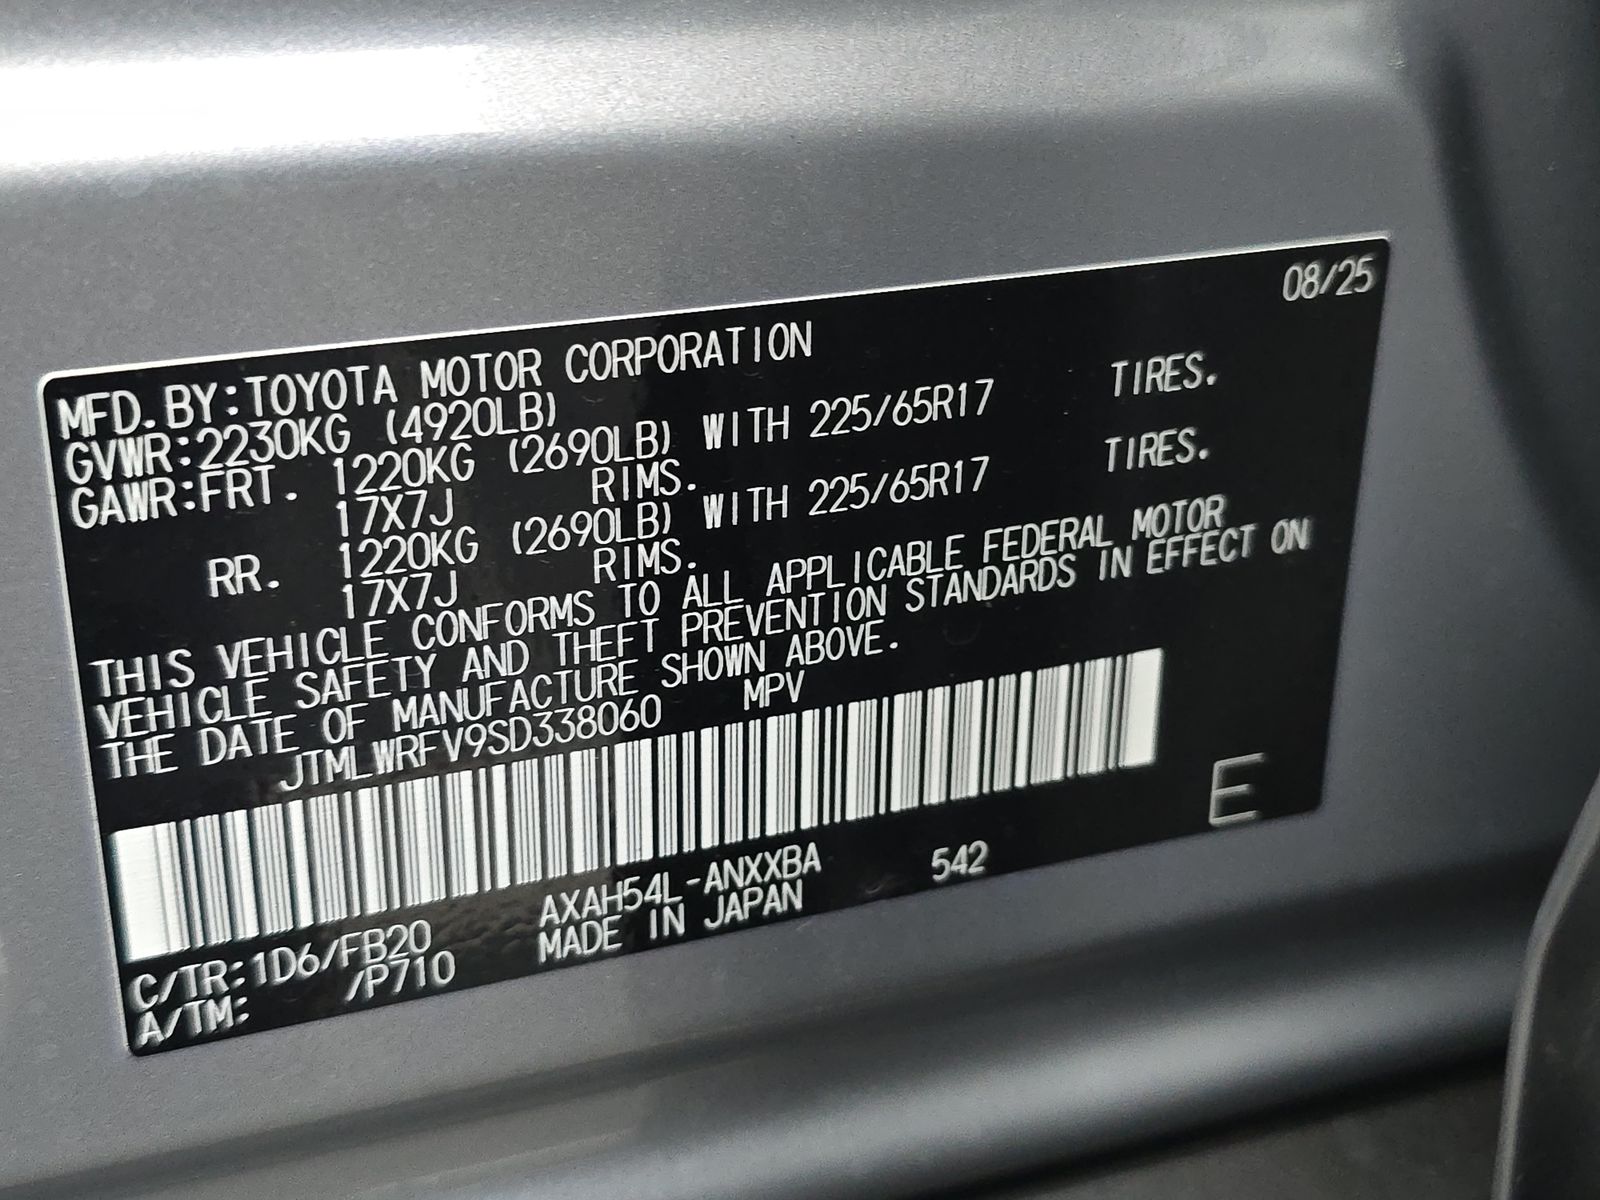 08/25
MFD. BY: TOYOTA MOTOR CORPORATION
GVWR: 2230KG (4920LB)
GAWR: FRT. 1220KG (2690LB) WITH 225/65R17 TIRES.
17X7J RIMS.
RR. 1220KG (2690LB) WITH 225/65R17 TIRES.
17X7J RIMS.
THIS VEHICLE CONFORMS TO ALL APPLICABLE FEDERAL MOTOR
VEHICLE SAFETY AND THEFT PREVENTION STANDARDS IN EFFECT ON
THE DATE OF MANUFACTURE SHOWN ABOVE.
JTMLWRFV9SD338060 MPV
E
C/TR: 1D6/FB20 AXAH54L-ANXXBA 542
A/TM: /P710 MADE IN JAPAN